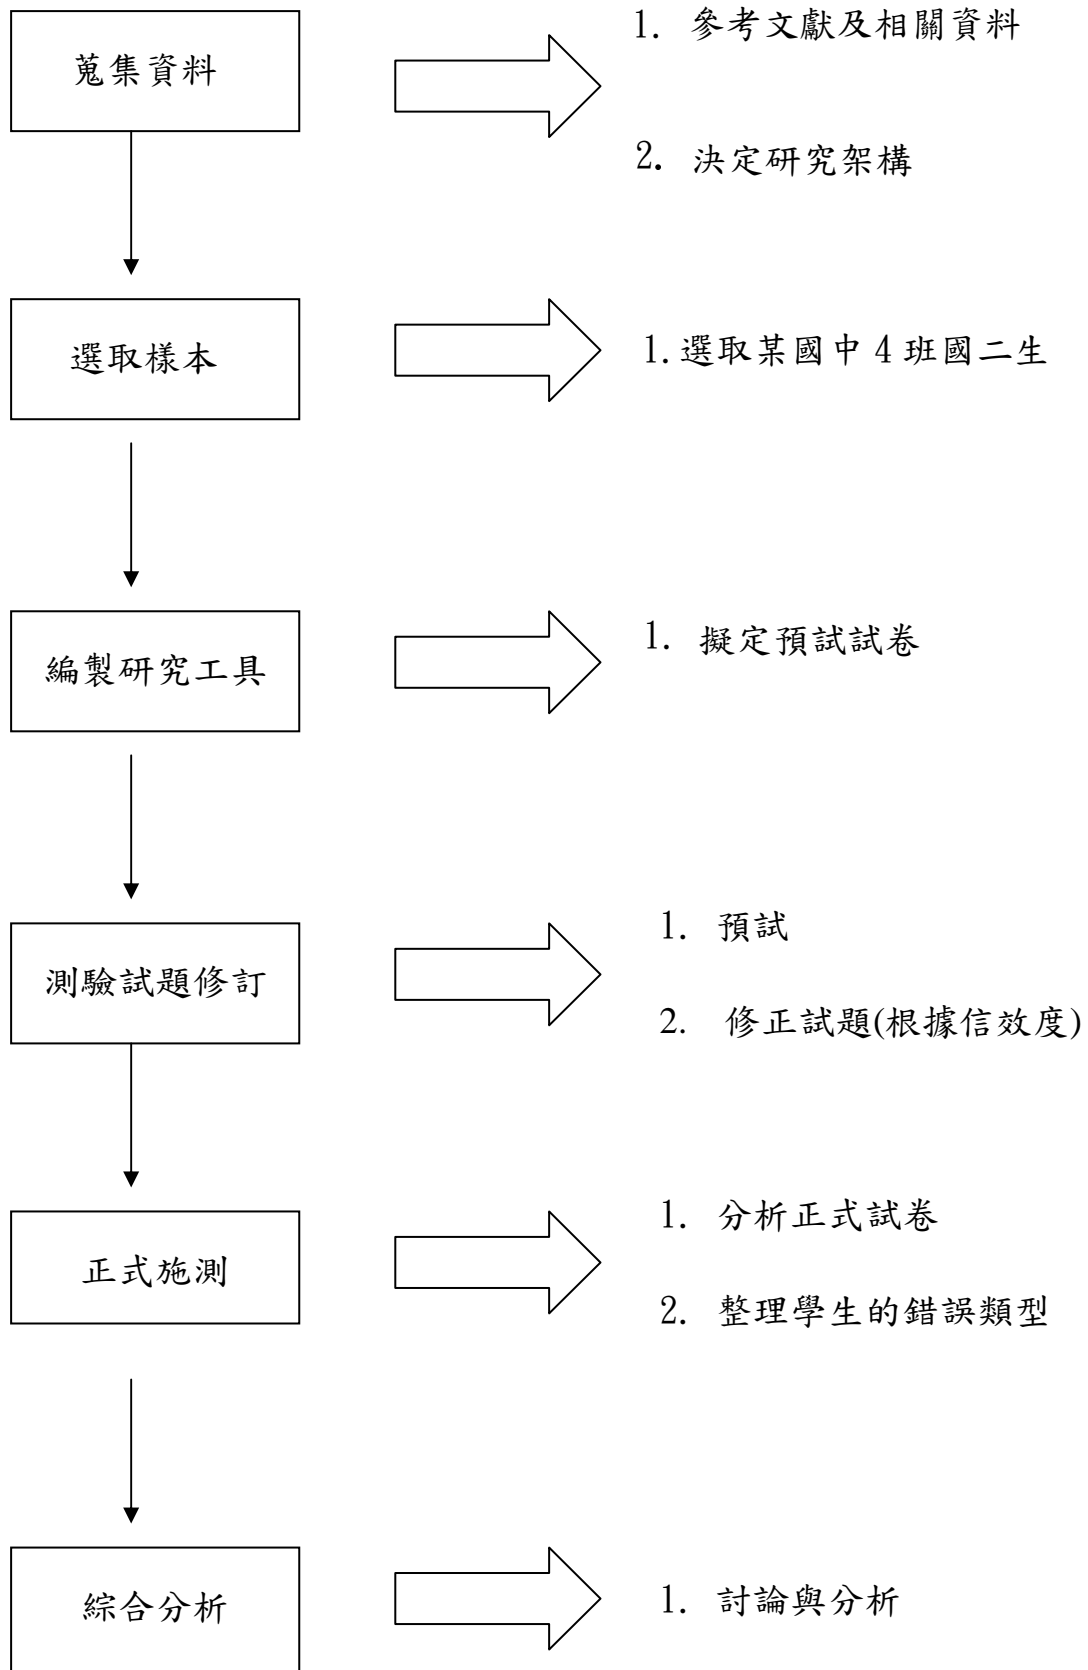 蒐集資料
1. 參考文獻及相關資料
2. 決定研究架構
選取樣本
1.選取某國中 4 班國二生
編製研究工具
1. 擬定預試試卷
測驗試題修訂
1. 預試
2. 修正試題(根據信效度)
正式施測
1. 分析正式試卷
2. 整理學生的錯誤類型
綜合分析
1. 討論與分析